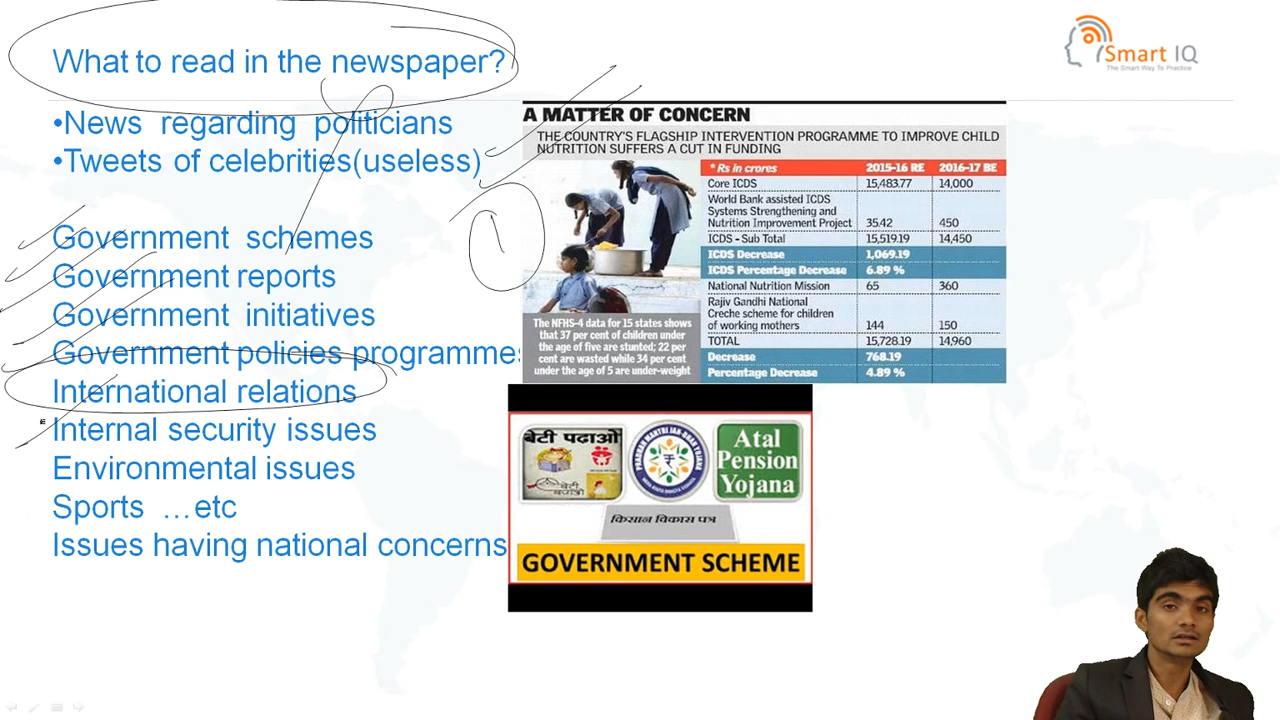 What to read in the newspaper?
Smart IQ
The Smart Way To Practice
•News regarding politicians
•Tweets of celebrities(useless)
Government schemes
Government reports
Government initiatives
Government policies programmes
International relations
Internal security issues
Environmental issues
Sports …etc
Issues having national concerns
A MATTER OF CONCERN
THE COUNTRY'S FLAGSHIP INTERVENTION PROGRAMME TO IMPROVE CHILD
NUTRITION SUFFERS A CUT IN FUNDING
* Rs in crores 2015-16 RE 2016-17 BE
Core ICDS 15,483.77 14,000
World Bank assisted ICDS
Systems Strengthening and
Nutrition Improvement Project 35.42 450
ICDS - Sub Total 15,519.19 14,450
ICDS Decrease 1,069.19
ICDS Percentage Decrease 6.89 %
National Nutrition Mission 65 360
Rajiv Gandhi National
Creche scheme for children
of working mothers 144 150
TOTAL 15,728.19 14,960
Decrease 768.19
Percentage Decrease 4.89 %
The NFHS-4 data for 15 states shows
that 37 per cent of children under
the age of five are stunted; 22 per
cent are wasted while 34 per cent
under the age of 5 are under-weight
बेटी पढाओ
बेटी
बचाओ
PRADHAN MANTRI JAN-DHAN YOJANA
₹
Atal
Pension
Yojana
किसान विकास पत्र
GOVERNMENT SCHEME